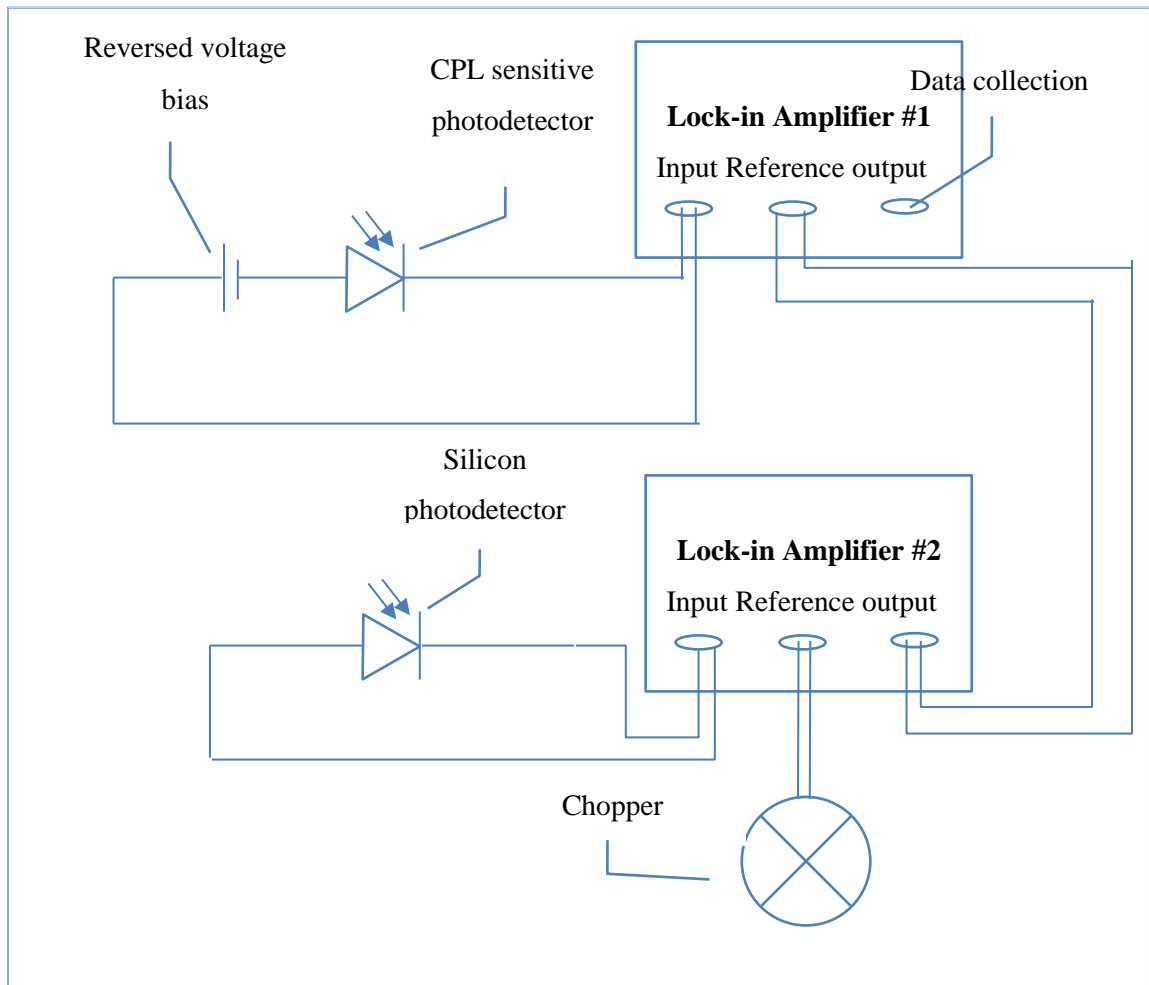 Reversed voltage
bias
CPL sensitive
photodetector
Data collection
Lock-in Amplifier #1
Input Reference output
Silicon
photodetector
Lock-in Amplifier #2
Input Reference output
Chopper